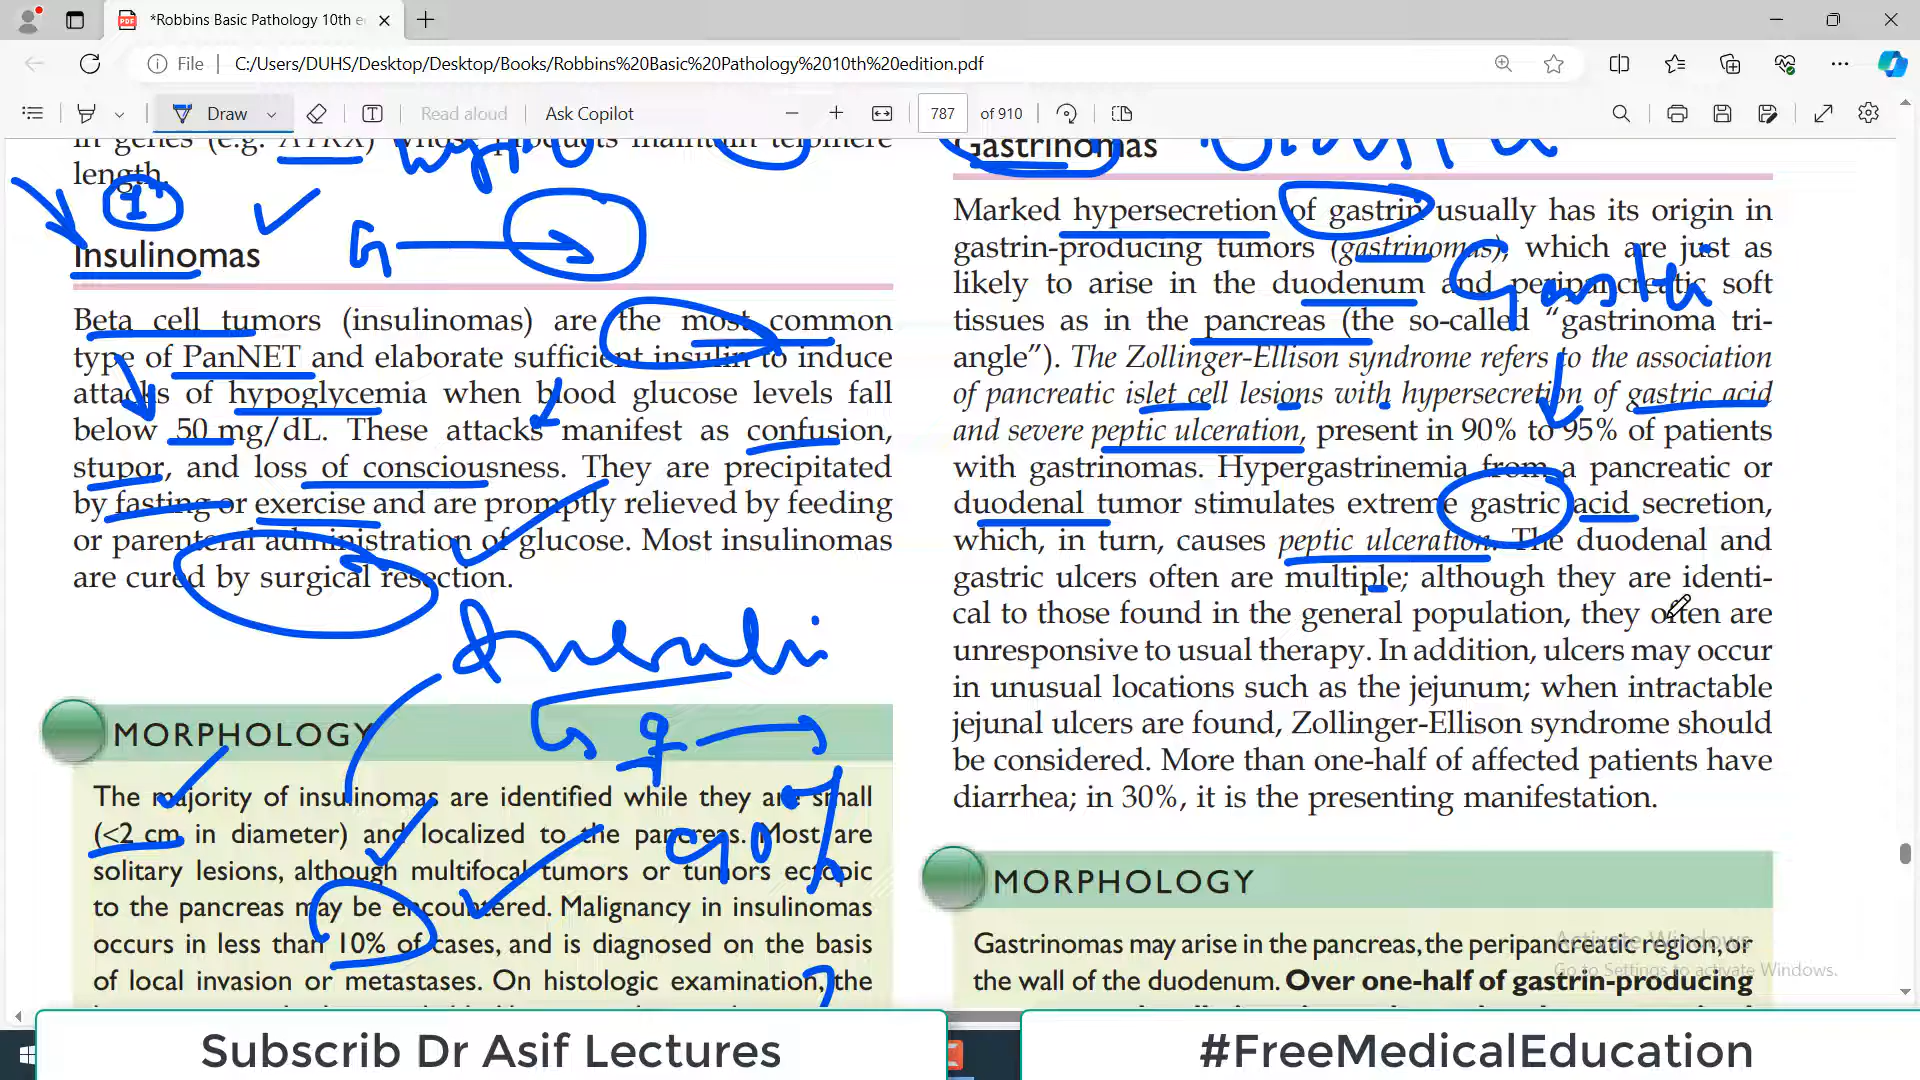 *Robbins Basic Pathology 10th e
File
C:/Users/DUHS/Desktop/Desktop/Books/Robbins%20Basic%20Pathology%2010th%20edition.pdf
Draw
Read aloud
Ask Copilot
787
of 910
in genes (e.g. ATRX) whose products maintain telomere
length.
1
Insulinomas
Beta cell tumors (insulinomas) are the most common
type of PanNET and elaborate sufficient insulin to induce
attacks of hypoglycemia when blood glucose levels fall
below 50 mg/dL. These attacks manifest as confusion,
stupor, and loss of consciousness. They are precipitated
by fasting or exercise and are promptly relieved by feeding
or parenteral administration of glucose. Most insulinomas
are cured by surgical resection.
MORPHOLOGY
The majority of insulinomas are identified while they are small
(<2 cm in diameter) and localized to the pancreas. Most are
solitary lesions, although multifocal tumors or tumors ectopic
to the pancreas may be encountered. Malignancy in insulinomas
90%
occurs in less than 10% of cases, and is diagnosed on the basis
of local invasion or metastases. On histologic examination, the
Gastrinomas
Marked hypersecretion of gastrin usually has its origin in
gastrin-producing tumors (gastrinomas), which are just as
likely to arise in the duodenum and peripancreatic soft
tissues as in the pancreas (the so-called “gastrinoma tri-
angle”). The Zollinger-Ellison syndrome refers to the association
of pancreatic islet cell lesions with hypersecretion of gastric acid
and severe peptic ulceration, present in 90% to 95% of patients
with gastrinomas. Hypergastrinemia from a pancreatic or
duodenal tumor stimulates extreme gastric acid secretion,
which, in turn, causes peptic ulceration. The duodenal and
gastric ulcers often are multiple; although they are identi-
cal to those found in the general population, they often are
unresponsive to usual therapy. In addition, ulcers may occur
in unusual locations such as the jejunum; when intractable
jejunal ulcers are found, Zollinger-Ellison syndrome should
be considered. More than one-half of affected patients have
diarrhea; in 30%, it is the presenting manifestation.
MORPHOLOGY
Gastrinomas may arise in the pancreas, the peripancreatic region, or
the wall of the duodenum. Over one-half of gastrin-producing
Activate Windows
Go to Settings to activate Windows.
Subscrib Dr Asif Lectures
#FreeMedicalEducation